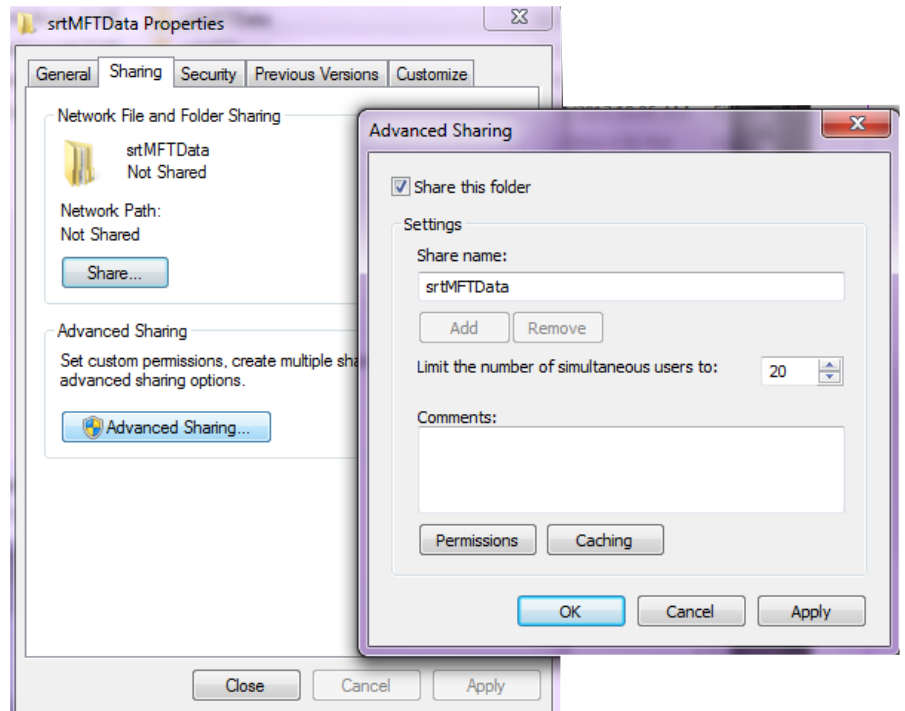 srtMFTData Properties
General Sharing Security Previous Versions Customize
Network File and Folder Sharing
srtMFTData
Not Shared
Network Path:
Not Shared
Share...
Advanced Sharing
Set custom permissions, create multiple sha
advanced sharing options.
Advanced Sharing...
Close Cancel Apply
Advanced Sharing
Share this folder
Settings
Share name:
srtMFTData
Add Remove
Limit the number of simultaneous users to: 20
Comments:
Permissions Caching
OK Cancel Apply